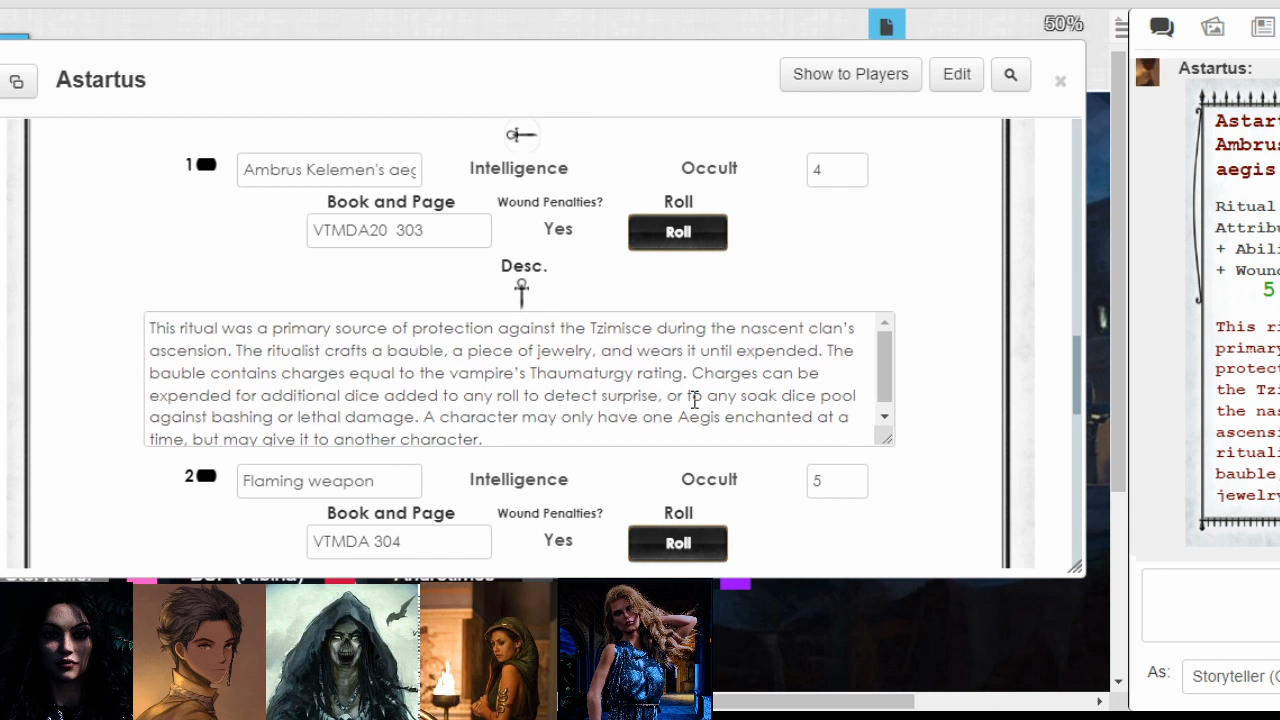 50%
Astartus
Show to Players
Edit
1
Ambrus Kelemen's aeg
Intelligence
Occult
4
Book and Page
Wound Penalties?
Roll
VTMDA20 303
Yes
Roll
Desc.
This ritual was a primary source of protection against the Tzimisce during the nascent clan's
ascension. The ritualist crafts a bauble, a piece of jewelry, and wears it until expended. The
bauble contains charges equal to the vampire's Thaumaturgy rating. Charges can be
expended for additional dice added to any roll to detect surprise, or to any soak dice pool
against bashing or lethal damage. A character may only have one Aegis enchanted at a
time, but may give it to another character.
2
Flaming weapon
Intelligence
Occult
5
Book and Page
Wound Penalties?
Roll
VTMDA 304
Yes
Roll
Storyteller
Astartus:
Astar
Ambrus
aegis
Ritual
Attribu
+ Abili
+ Woun
5
This ri
primary
protect
the Tzi
the nas
ascensi
rituali
bauble,
jewelry
As:
Storyteller (